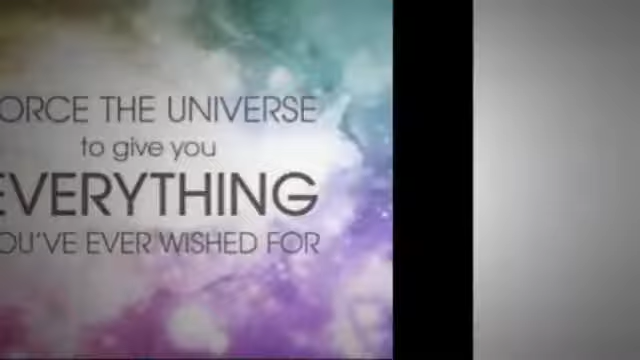 ORCE THE UNIVERSE
to give you
EVERYTHING
OU'VE EVER WISHED FOR